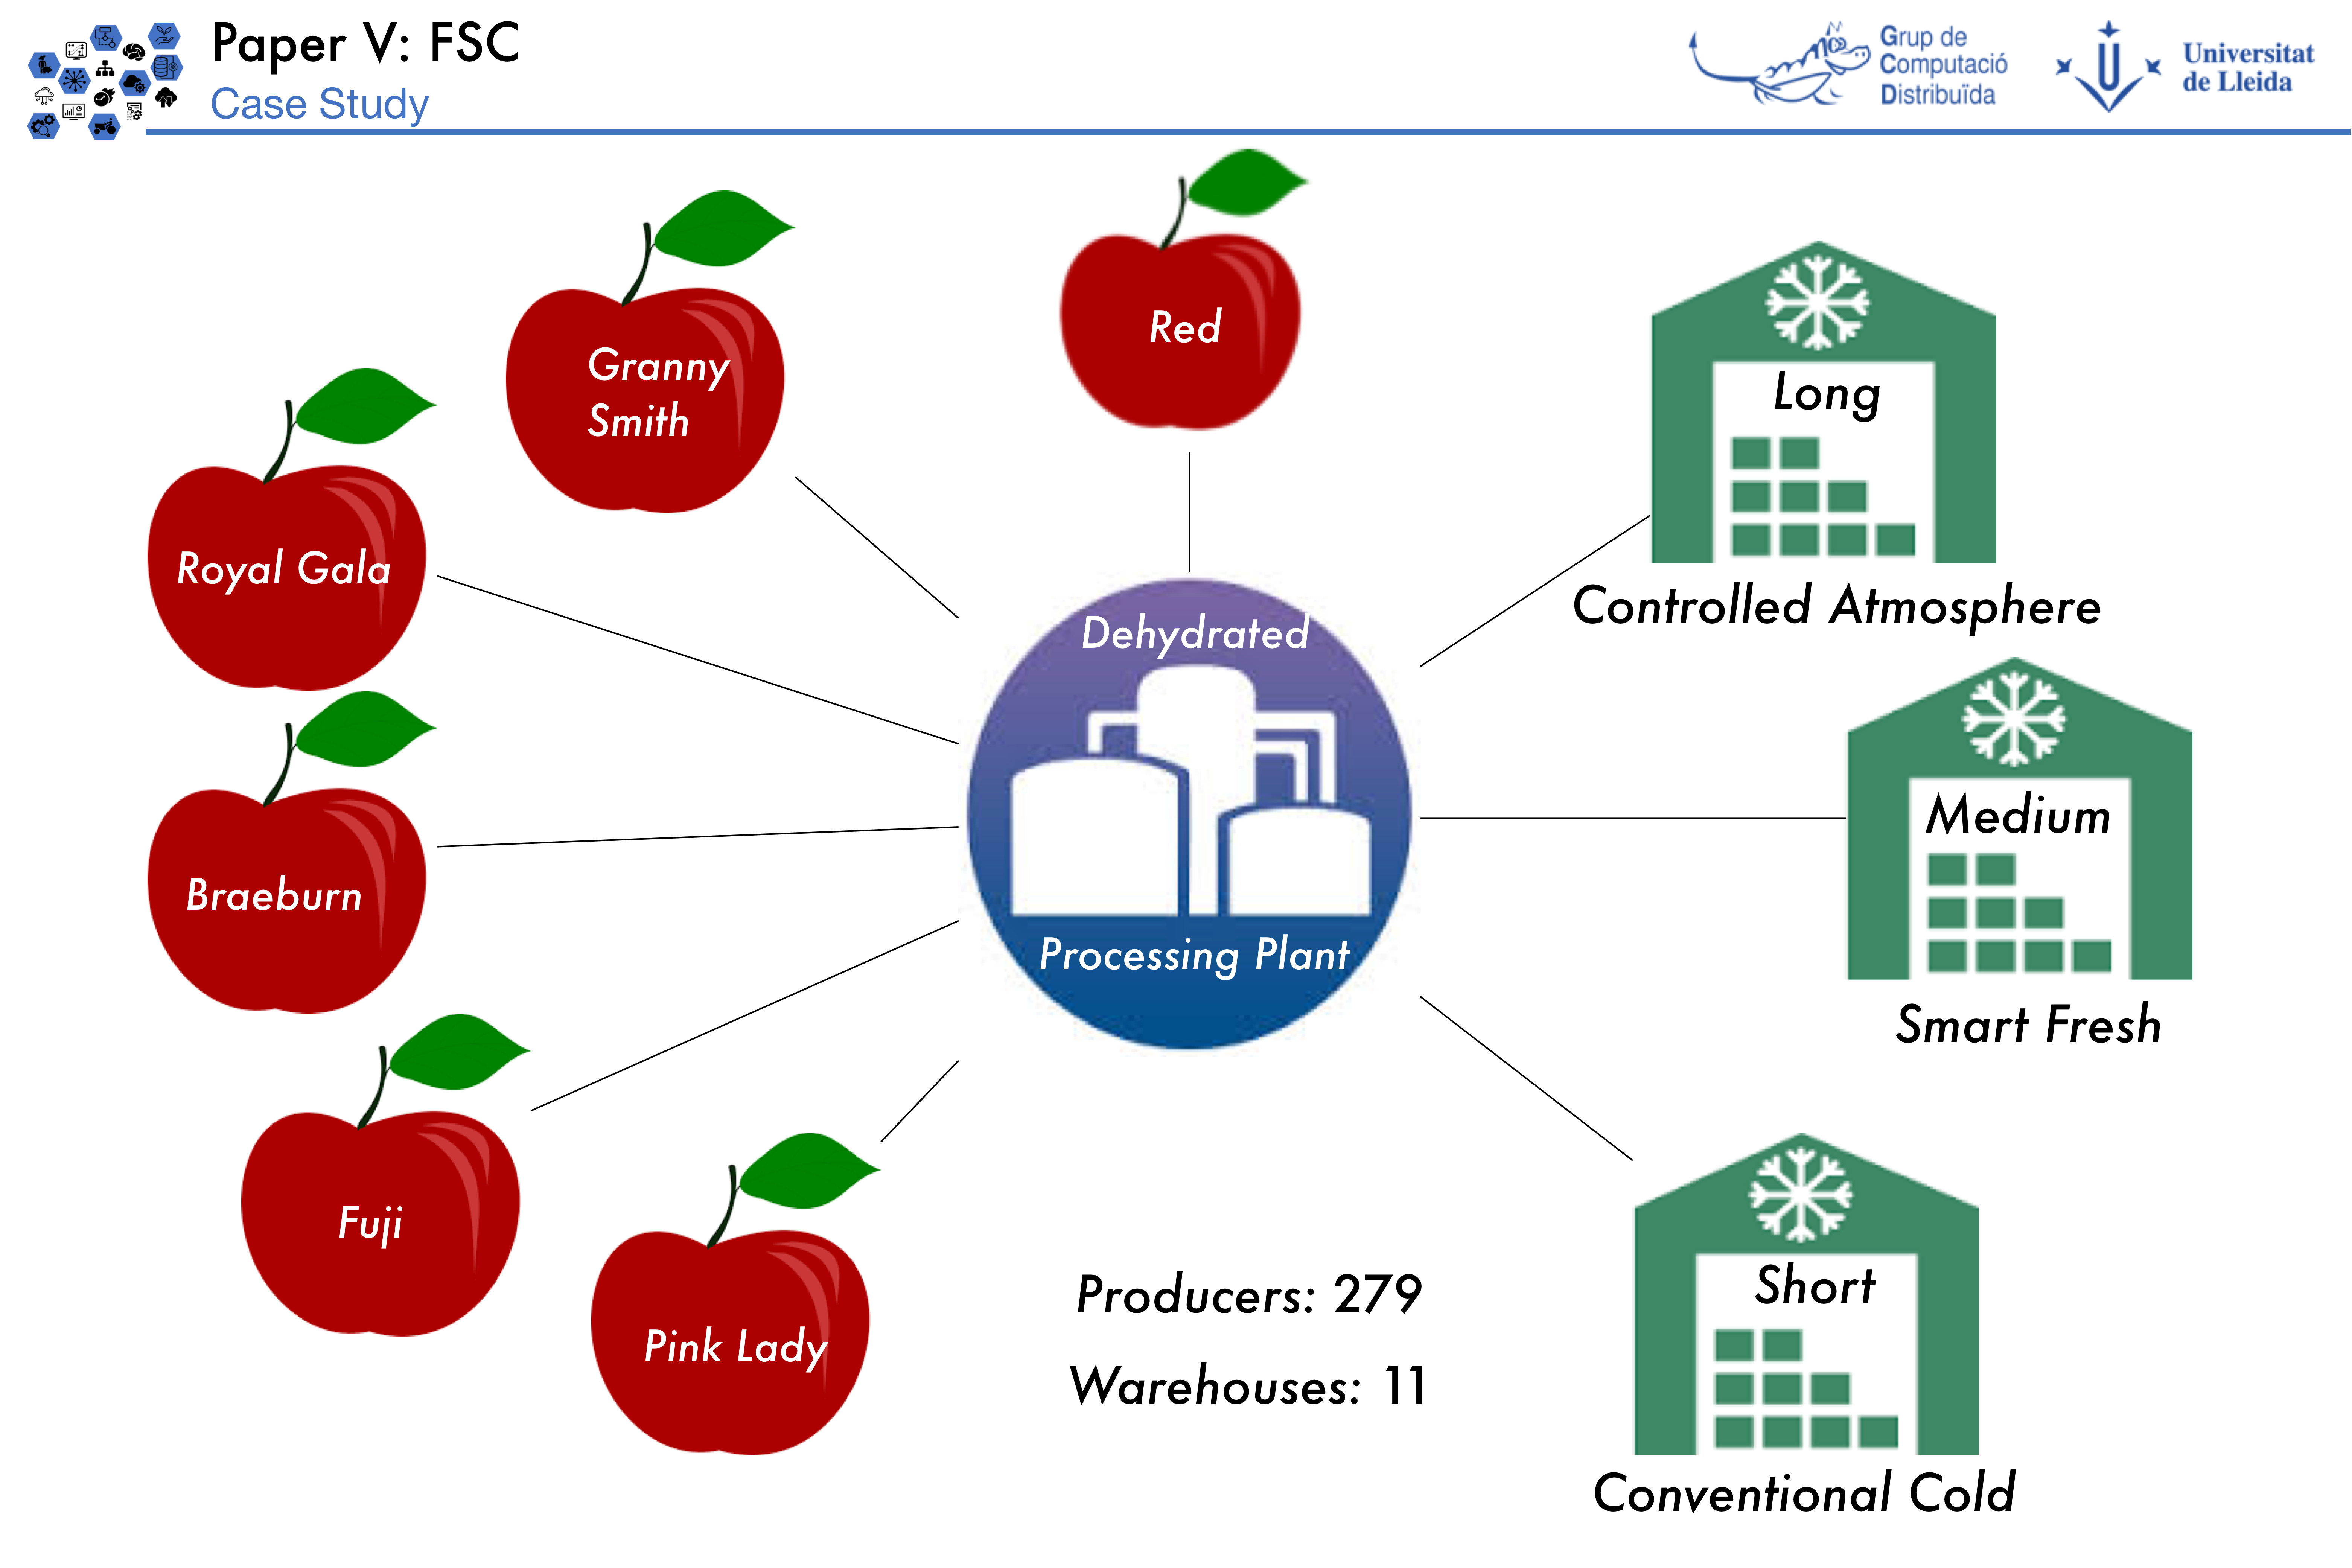 Paper V: FSC
Case Study
Grup de
Computació
Distribuïda
Universitat
de Lleida
Red
Granny
Smith
Royal Gala
Braeburn
Fuji
Pink Lady
Dehydrated
Processing Plant
Long
Controlled Atmosphere
Medium
Smart Fresh
Short
Conventional Cold
Producers: 279
Warehouses: 11